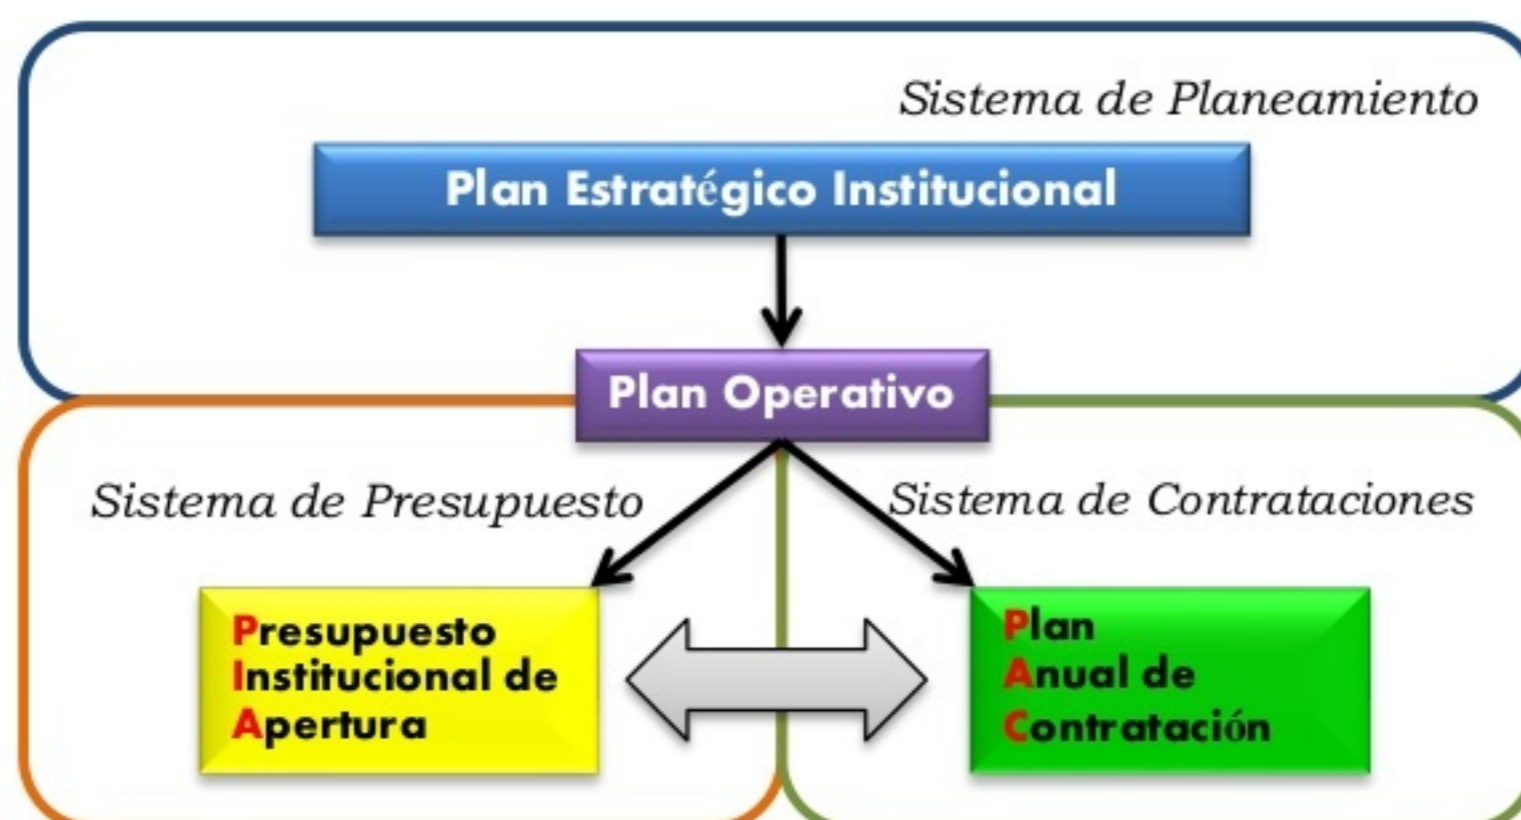 Sistema de Planeamiento
Plan Estratégico Institucional
Plan Operativo
Sistema de Presupuesto
Sistema de Contrataciones
Presupuesto
Institucional de
Apertura
Plan
Anual de
Contratación